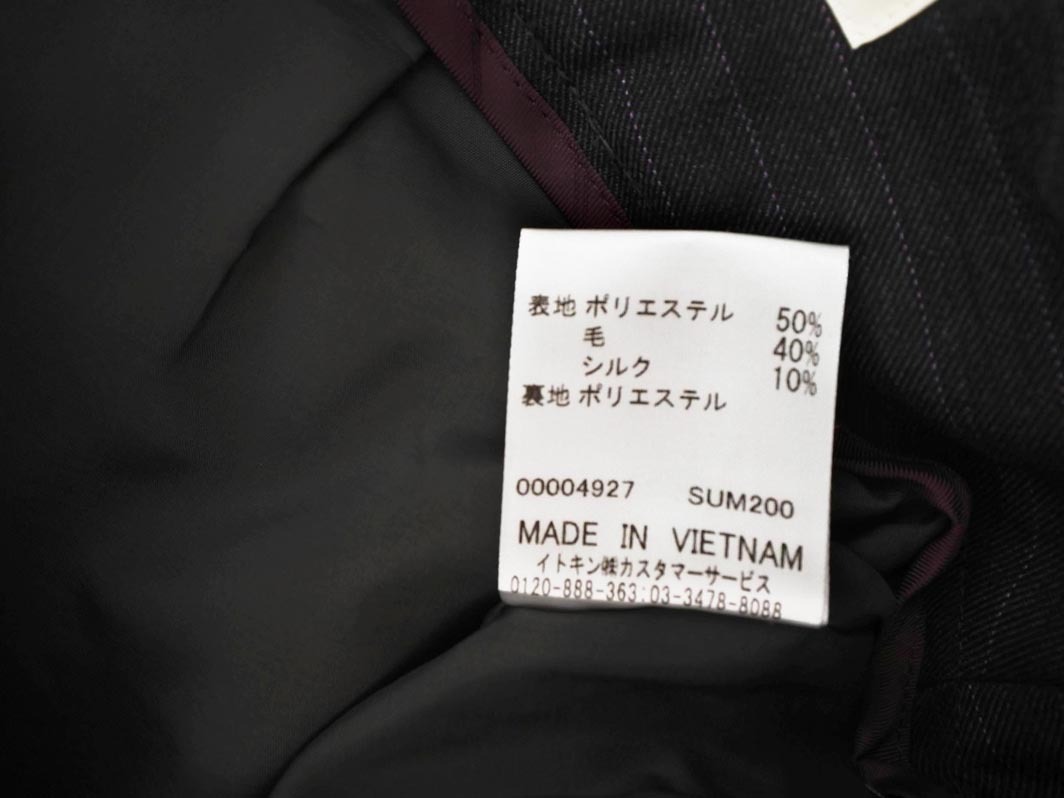 表地 ポリエステル 50%
毛 40%
シルク 10%
裏地 ポリエステル
00004927 SUM200
MADE IN VIETNAM
イトキン㈱カスタマーサービス
0120-888-363:03-3478-8088